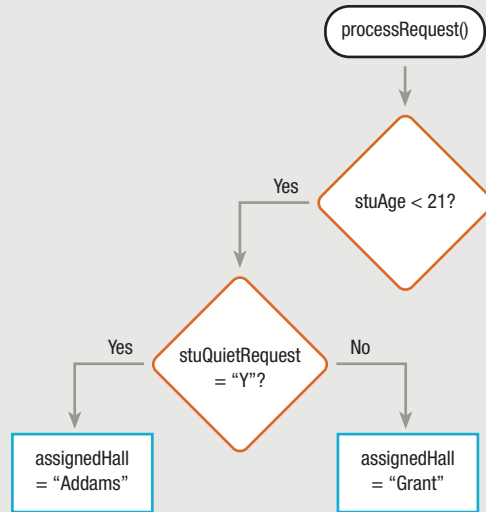 processRequest()
stuAge < 21?
Yes
stuQuietRequest
= “Y”?
Yes
No
assignedHall
= “Addams”
assignedHall
= “Grant”